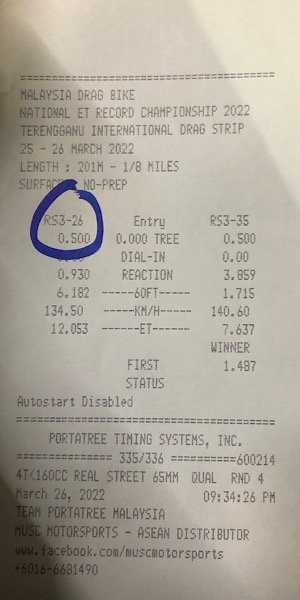 =====================================
MALAYSIA DRAG BIKE
NATIONAL ET RECORD CHAMPIONSHIP 2022
TERENGGANU INTERNATIONAL DRAG STRIP
25 - 26 MARCH 2022
LENGTH : 201M - 1/8 MILES
SURFACE NO-PREP
RS3-26 Entry RS3-35
0.500 0.000 TREE 0.500
DIAL-IN 0.00
0.930 REACTION 3.859
6.182 -----60FT------ 1.715
134.50 -----KM/H------ 140.60
12.053 ------ET------- 7.637
WINNER
FIRST 1.487
STATUS
Autostart Disabled
=====================================
PORTATREE TIMING SYSTEMS, INC.
============== 335/336 ==========600214
4T<160CC REAL STREET 65MM QUAL RND 4
March 26, 2022 09:34:26 PM
TEAM PORTATREE MALAYSIA
MUSC MOTORSPORTS - ASEAN DISTRIBUTOR
www.facebook.com/muscmotorsports
+6016-6681490